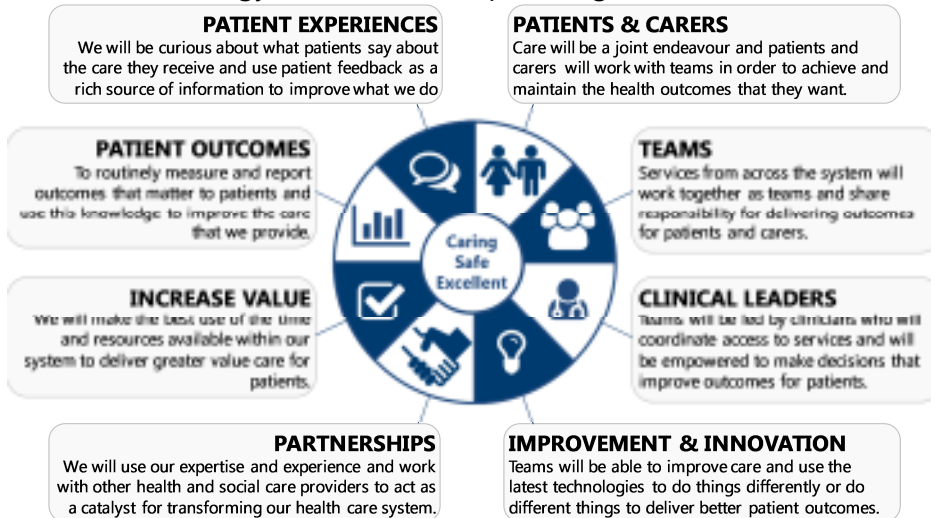 PATIENT EXPERIENCES
We will be curious about what patients say about
the care they receive and use patient feedback as a
rich source of information to improve what we do
PATIENTS & CARERS
Care will be a joint endeavour and patients and
carers will work with teams in order to achieve and
maintain the health outcomes that they want.
PATIENT OUTCOMES
To routinely measure and report
outcomes that matter to patients and
use this knowledge to improve the care
that we provide.
TEAMS
Services from across the system will
work together as teams and share
responsibility for delivering outcomes
for patients and carers.
Caring
Safe
Excellent
INCREASE VALUE
We will make the best use of the time
and resources available within our
system to deliver greater value care for
patients.
CLINICAL LEADERS
Teams will be led by clinicians who will
coordinate access to services and will
be empowered to make decisions that
improve outcomes for patients.
PARTNERSHIPS
We will use our expertise and experience and work
with other health and social care providers to act as
a catalyst for transforming our health care system.
IMPROVEMENT & INNOVATION
Teams will be able to improve care and use the
latest technologies to do things differently or do
different things to deliver better patient outcomes.